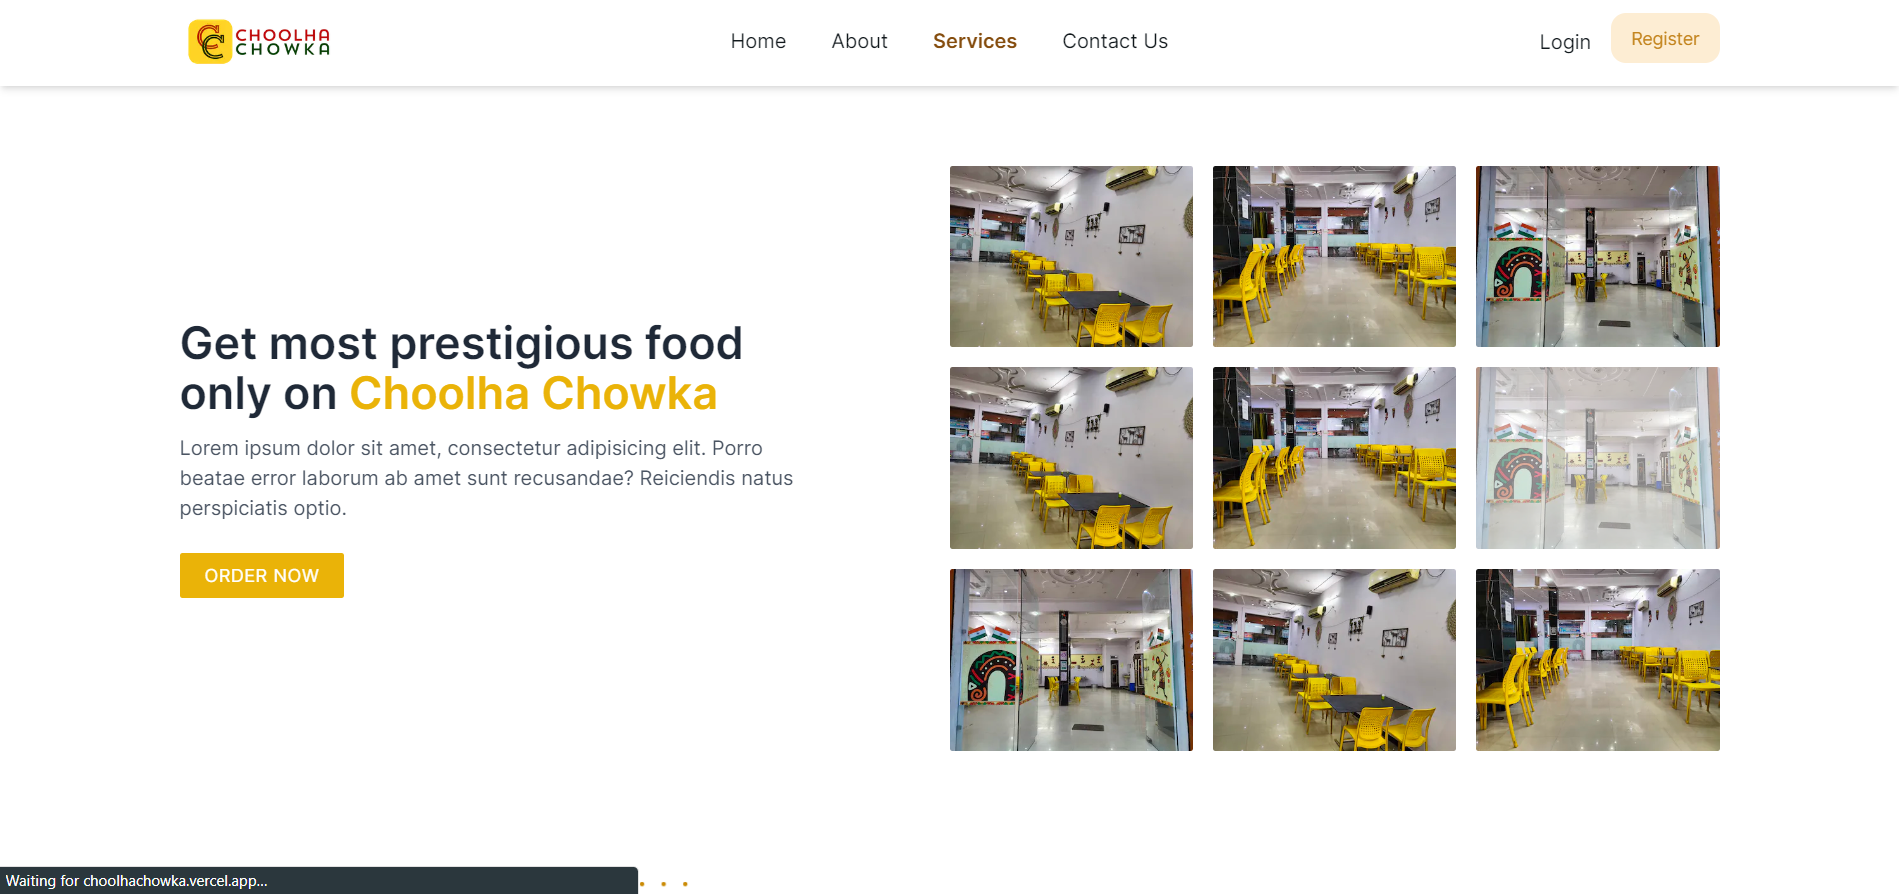 CHOOLHA
CHOWKA
Home
About
Services
Contact Us
Login
Register
Get most prestigious food
only on Choolha Chowka
Lorem ipsum dolor sit amet, consectetur adipisicing elit. Porro
beatae error laborum ab amet sunt recusandae? Reiciendis natus
perspiciatis optio.
ORDER NOW
Waiting for choolhachowka.vercel.app...